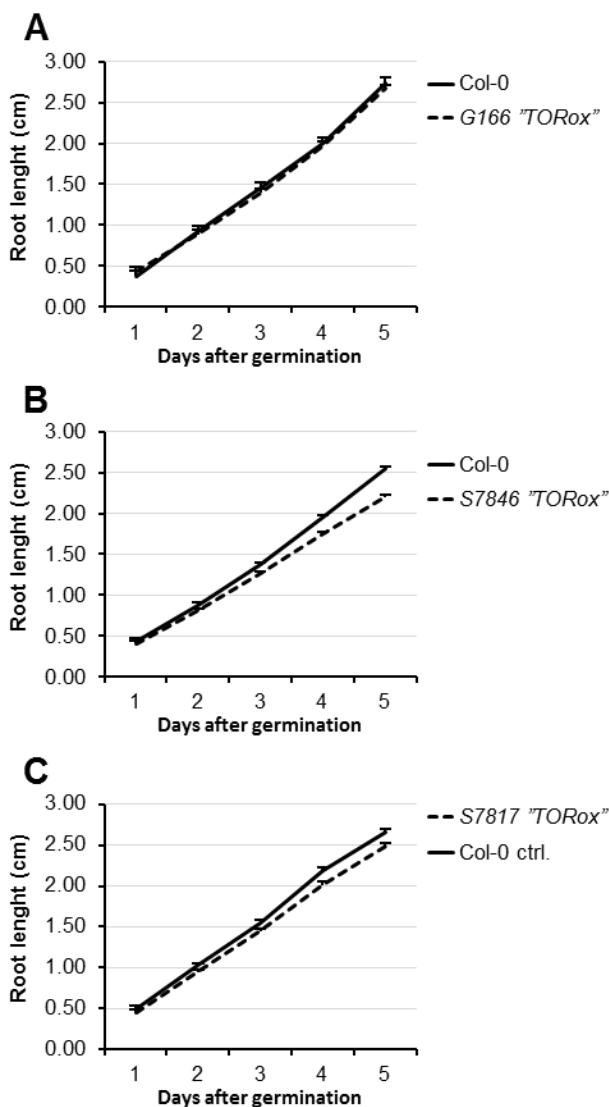 A
3.00
2.50
2.00
1.50
1.00
0.50
0.00
Root lenght (cm)
1 2 3 4 5
Days after germination
Col-0
G166 ”TORox”
B
3.00
2.50
2.00
1.50
1.00
0.50
0.00
Root lenght (cm)
1 2 3 4 5
Days after germination
Col-0
S7846 ”TORox”
C
3.00
2.50
2.00
1.50
1.00
0.50
0.00
Root lenght (cm)
1 2 3 4 5
Days after germination
S7817 ”TORox”
Col-0 ctrl.